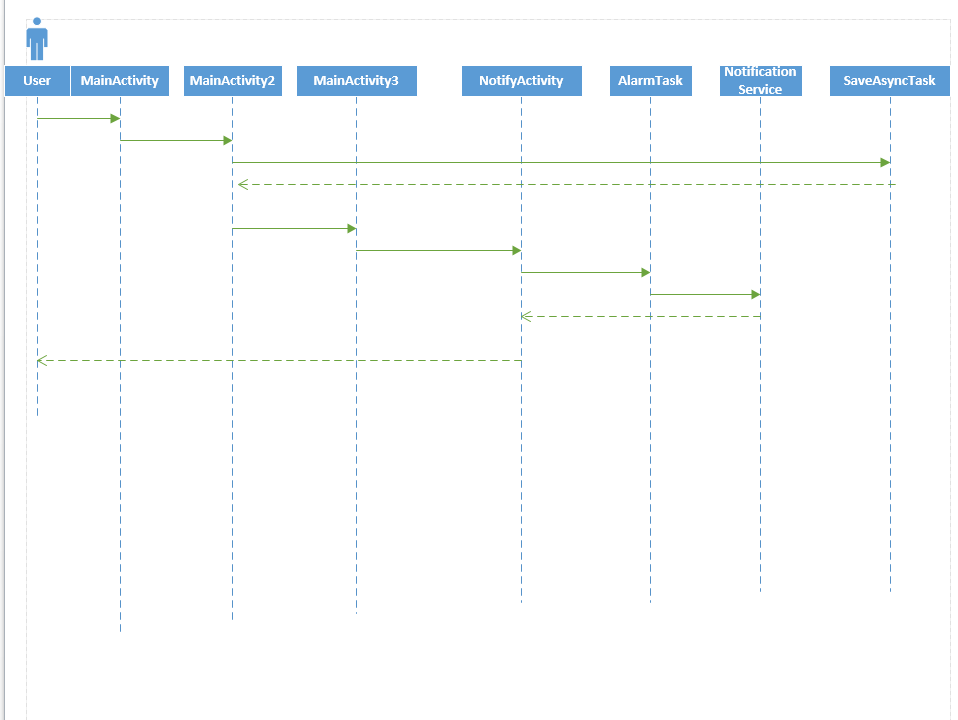 User
MainActivity
MainActivity2
MainActivity3
NotifyActivity
AlarmTask
Notification
Service
SaveAsyncTask